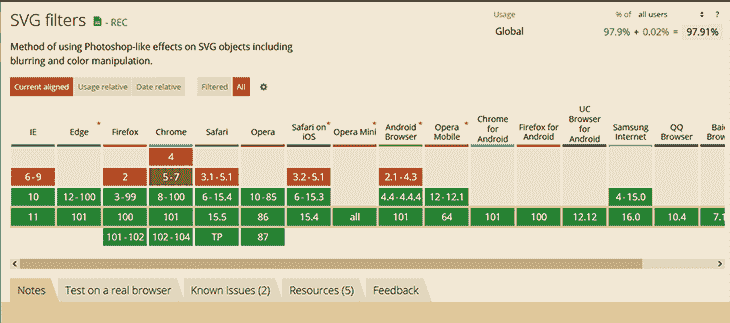 SVG filters - REC
Usage % of all users ?
Global 97.9% + 0.02% = 97.91%
Method of using Photoshop-like effects on SVG objects including
blurring and color manipulation.
Current aligned Usage relative Date relative Filtered All
IE Edge * Firefox Chrome Safari Opera Safari on iOS * Opera Mini Android Browser * Opera Mobile * Chrome for Android Firefox for Android UC Browser for Android Samsung Internet QQ Browser Baid
4
6-9 2 5-7 3.1-5.1 3.2-5.1 2.1-4.3
10 12-100 3-99 8-100 6-15.4 10-85 6-15.3 4.4-4.4.4 12-12.1 4-15.0
11 101 100 101 15.5 86 15.4 all 101 64 101 100 12.12 16.0 10.4 7.1
101-102 102-104 TP 87
Notes Test on a real browser Known issues (2) Resources (5) Feedback